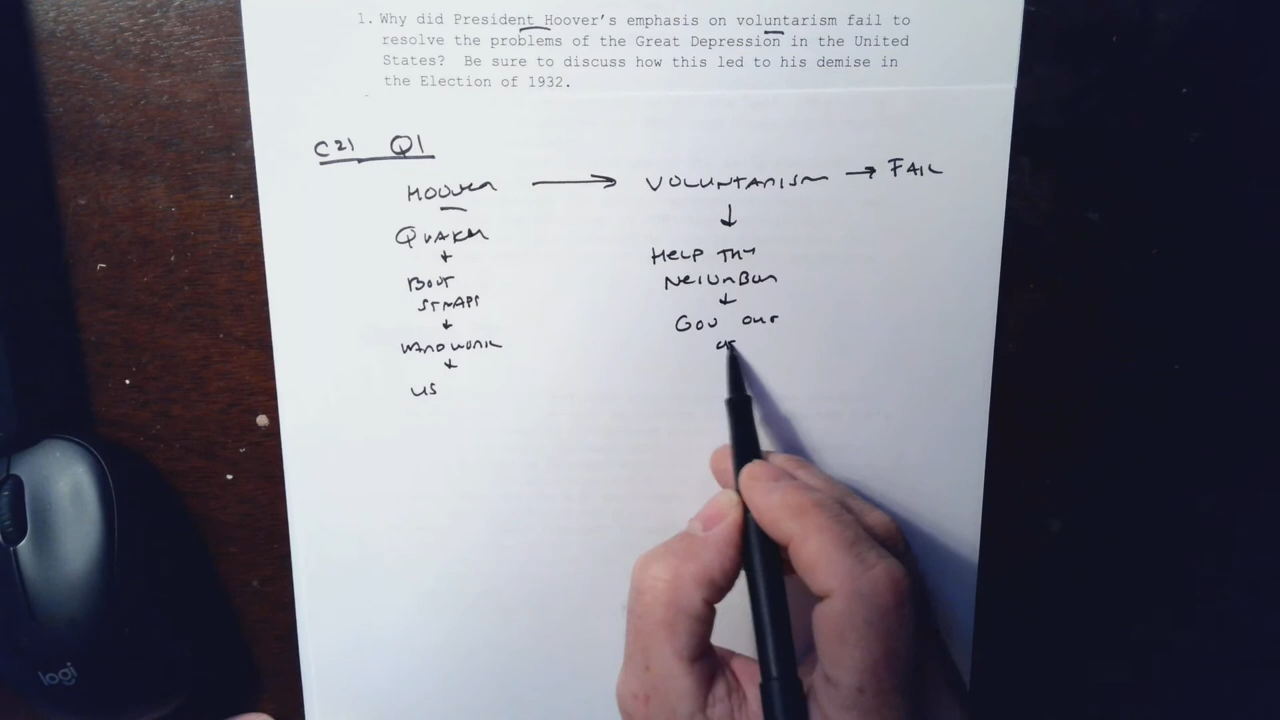 1. Why did President Hoover's emphasis on voluntarism fail to
resolve the problems of the Great Depression in the United
States? Be sure to discuss how this led to his demise in
the Election of 1932.
C21 Q1
HOOVER → VOLUNTARISM → FAIL
QUAKER
↓
BOOT
STRAPS
↓
HARD WORK
↓
US
↓
HELP THY
NEIGHBOR
↓
GOV OUT
logi